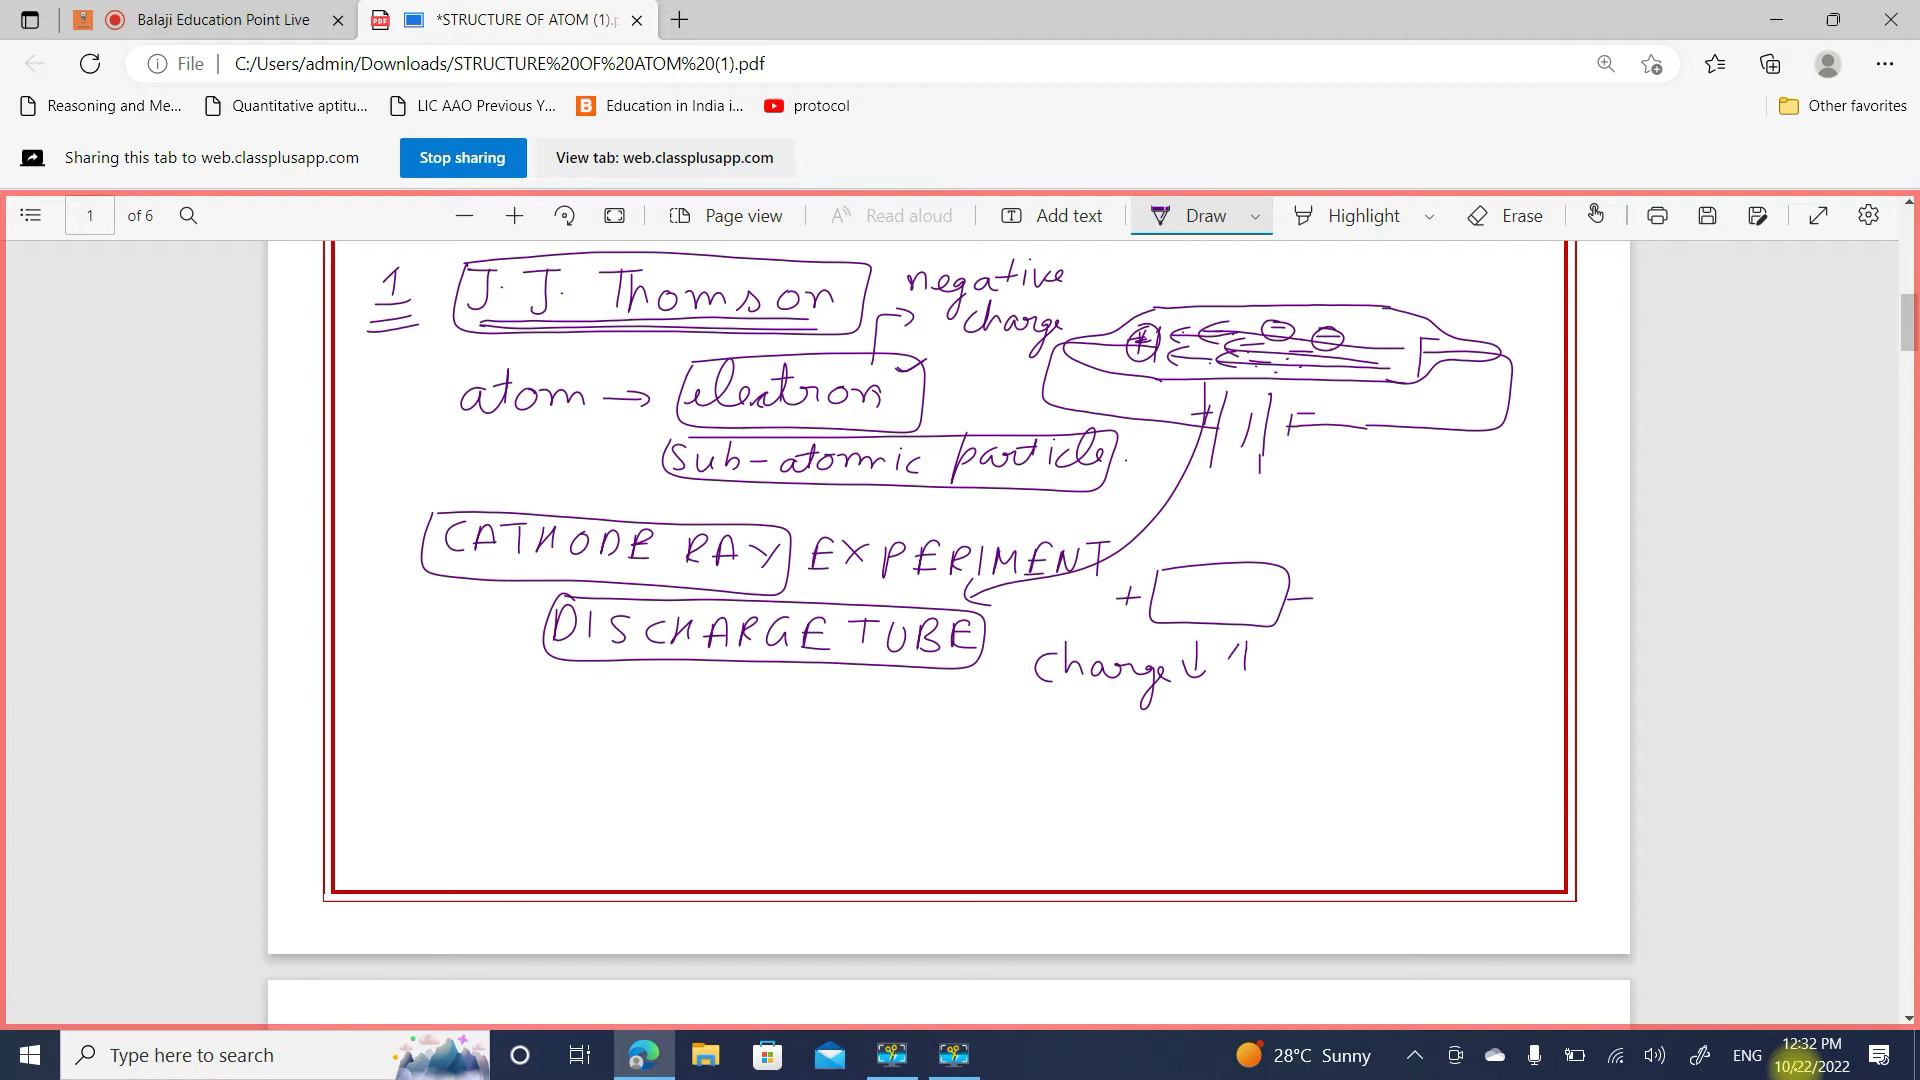 Balaji Education Point Live
*STRUCTURE OF ATOM (1).p
File
C:/Users/admin/Downloads/STRUCTURE%20OF%20ATOM%20(1).pdf
Reasoning and Me...
Quantitative aptitu...
LIC AAO Previous Y...
Education in India i...
protocol
Other favorites
Sharing this tab to web.classplusapp.com
Stop sharing
View tab: web.classplusapp.com
1 of 6
Page view
Read aloud
Add text
Draw
Highlight
Erase
1 J. J. Thomson
negative
charge
atom → electron
sub-atomic particle.
CATHODE RAY EXPERIMENT
DISCHARGE TUBE
+ −
charge ↓
Type here to search
28°C Sunny
ENG
12:32 PM
10/22/2022